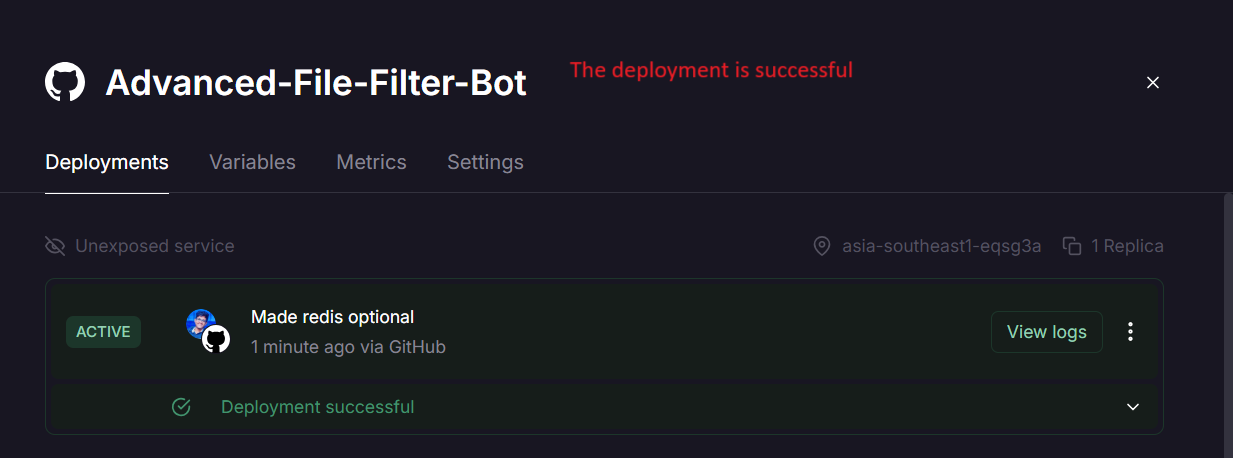 Advanced-File-Filter-Bot
The deployment is successful
Deployments Variables Metrics Settings
Unexposed service asia-southeast1-eqsg3a 1 Replica
ACTIVE
Made redis optional
1 minute ago via GitHub
View logs
Deployment successful